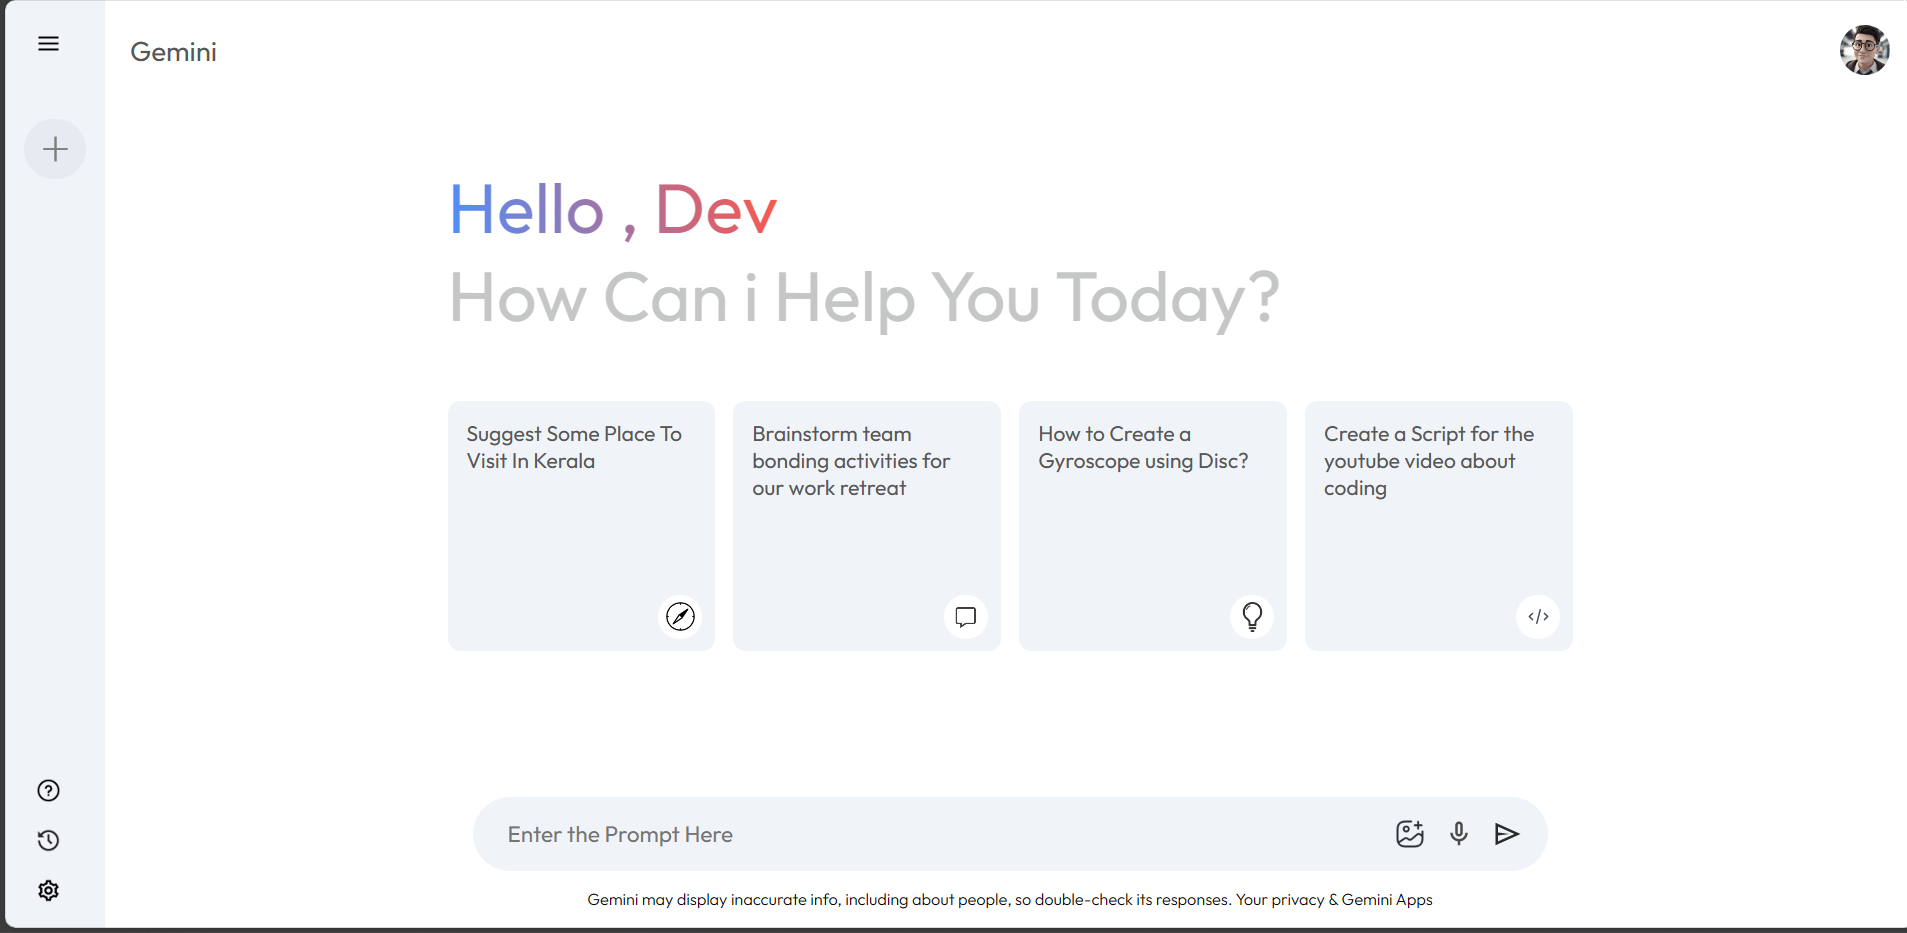 Gemini
Hello , Dev
How Can i Help You Today?
Suggest Some Place To
Visit In Kerala
Brainstorm team
bonding activities for
our work retreat
How to Create a
Gyroscope using Disc?
Create a Script for the
youtube video about
coding
Enter the Prompt Here
Gemini may display inaccurate info, including about people, so double-check its responses. Your privacy & Gemini Apps